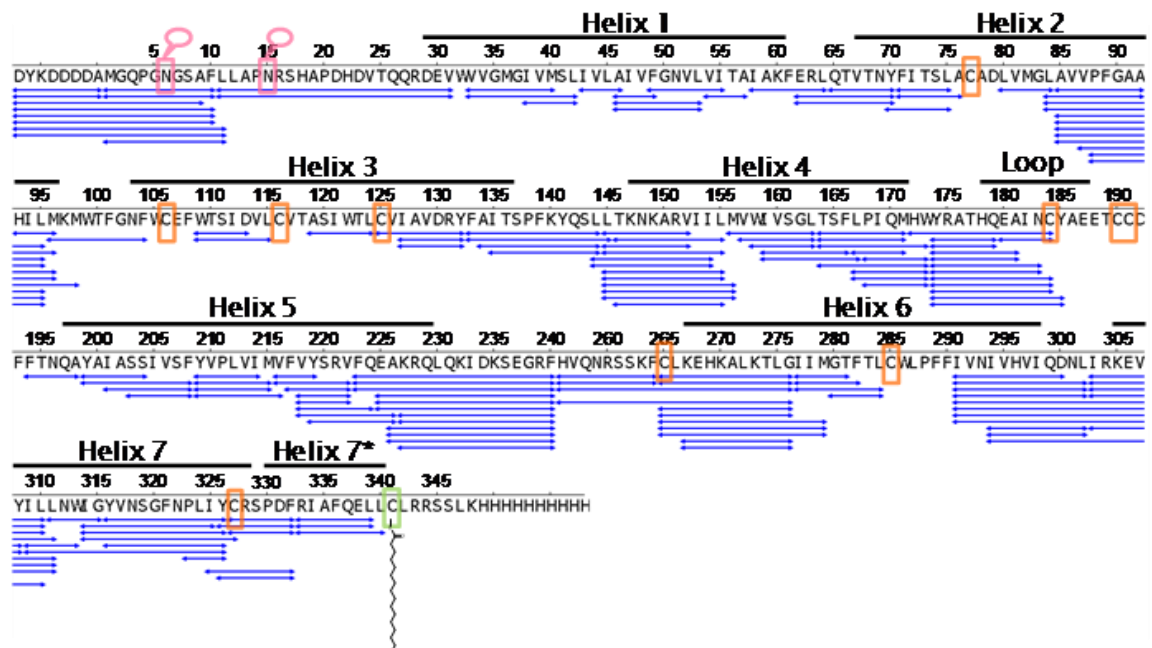 Helix 1 Helix 2
5 10 15 20 25 30 35 40 45 50 55 60 65 70 75 80 85 90
DYKDDDDAMGQPGNGSAFLLAPNRSHAPDHDVTQQRDEVWVVGMGIVMSLIVLAIVFGNVLVITAIAKFERLQTVTNYFITSLACADLVMGLAVVPFGAA
Helix 3 Helix 4 Loop
95 100 105 110 115 120 125 130 135 140 145 150 155 160 165 170 175 180 185 190
HILMKMWTFGNFWCEFWTSIDVLCVTASIWTLCVIAVDRYFAITSPFKYQSLLTKNKARVIILMVWIVSGLTSFLPIQMHWYRATHQEAINCYAEETCCC
Helix 5 Helix 6
195 200 205 210 215 220 225 230 235 240 245 250 255 260 265 270 275 280 285 290 295 300 305
FFTNQAYAIASSIVSFYVPLVIMVFVYSRVFQEAKRQLQKIDKSEGRFHVQNRSSKFCLKEHKALKTLGIIMGTFTLCWLPFFIVNIVHVIQDNLIRKEV
Helix 7 Helix 7*
310 315 320 325 330 335 340 345
YILLNWIGYVNSGFNPLIYCRSPDFRIAFQELLCLRRSSLKHHHHHHHHHH